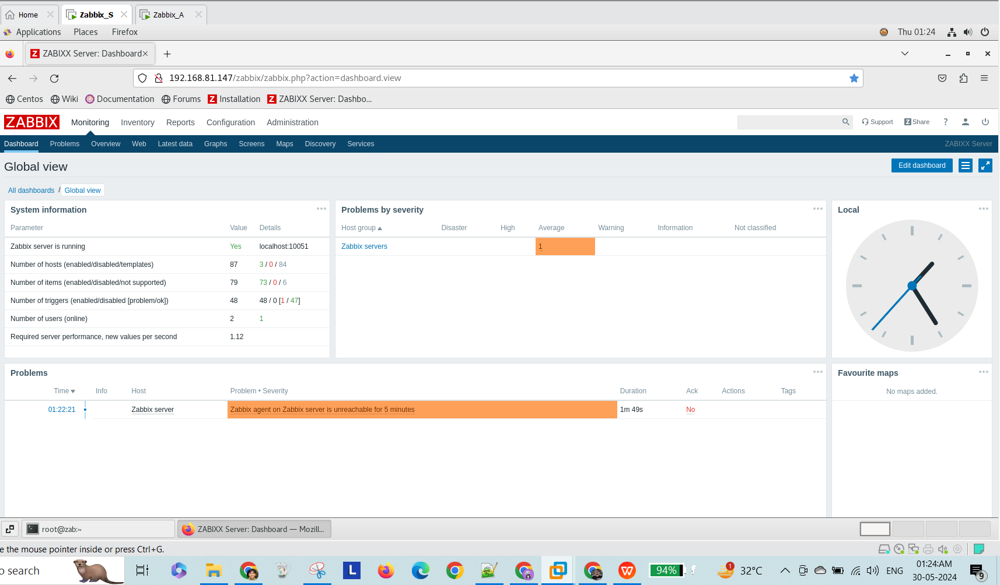 Home
Zabbix_S
Zabbix_A
Applications Places Firefox
Thu 01:24
ZABIXX Server: Dashboard
192.168.81.147/zabbix/zabbix.php?action=dashboard.view
Centos Wiki Documentation Forums Installation ZABIXX Server: Dashbo...
ZABBIX Monitoring Inventory Reports Configuration Administration
Support Share ?
Dashboard Problems Overview Web Latest data Graphs Screens Maps Discovery Services
ZABIXX Server
Global view
Edit dashboard
All dashboards / Global view
System information
Parameter Value Details
Zabbix server is running Yes localhost:10051
Number of hosts (enabled/disabled/templates) 87 3 / 0 / 84
Number of items (enabled/disabled/not supported) 79 73 / 0 / 6
Number of triggers (enabled/disabled [problem/ok]) 48 48 / 0 [1 / 47]
Number of users (online) 2 1
Required server performance, new values per second 1.12
Problems by severity
Host group Disaster High Average Warning Information Not classified
Zabbix servers 1
Local
Problems
Time Info Host Problem • Severity Duration Ack Actions Tags
01:22:21 Zabbix server Zabbix agent on Zabbix server is unreachable for 5 minutes 1m 49s No
Favourite maps
No maps added.
root@zab:~
ZABIXX Server: Dashboard — Mozill...
e the mouse pointer inside or press Ctrl+G.
o search
L
W
94%
1
32°C
ENG
01:24:AM
30-05-2024
9